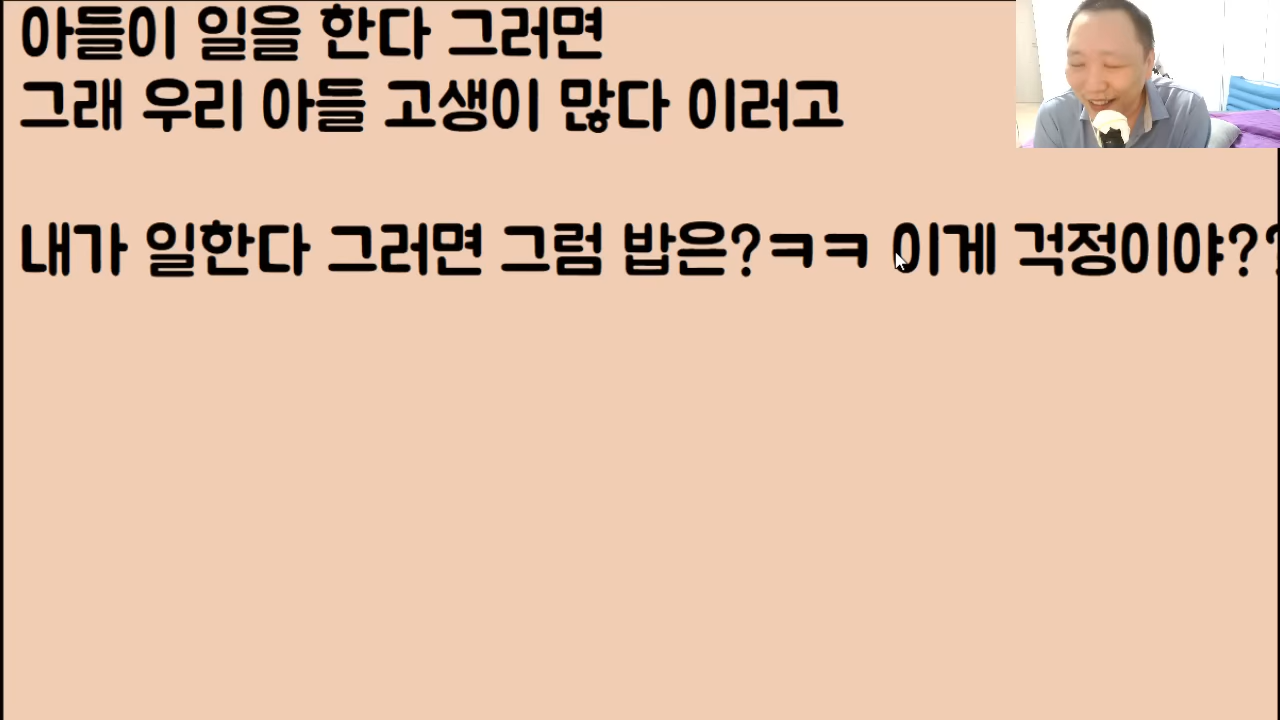 아들이 일을 한다 그러면
그래 우리 아들 고생이 많다 이러고
내가 일한다 그러면 그럼 밥은?ㅋㅋ 이게 걱정이야??